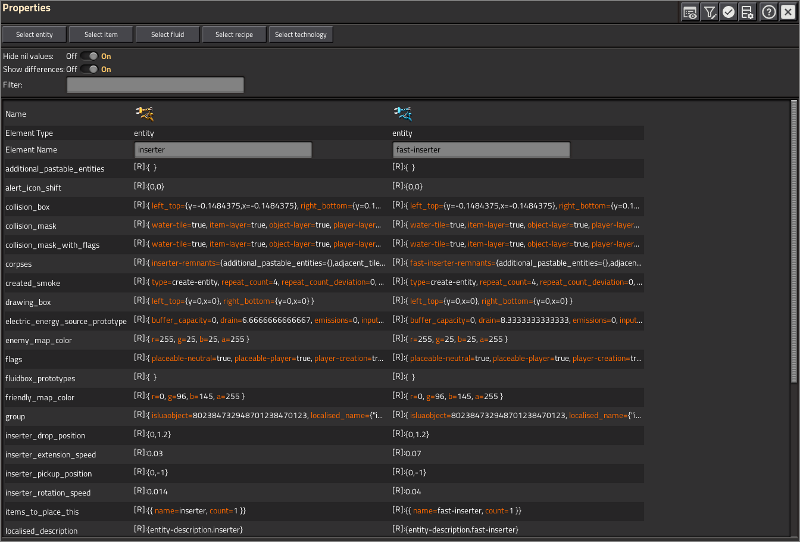 Properties
Select entity Select item Select fluid Select recipe Select technology
Hide nil values: Off On
Show differences: Off On
Filter:
Name
Element Type entity entity
Element Name inserter fast-inserter
additional_pastable_entities [R]:{ } [R]:{ }
alert_icon_shift [R]:{0,0} [R]:{0,0}
collision_box [R]:{ left_top={y=-0.1484375,x=-0.1484375}, right_bottom={y=0.1... [R]:{ left_top={y=-0.1484375,x=-0.1484375}, right_bottom={y=0.1...
collision_mask [R]:{ water-tile=true, item-layer=true, object-layer=true, player-layer-... [R]:{ water-tile=true, item-layer=true, object-layer=true, player-layer-...
collision_mask_with_flags [R]:{ water-tile=true, item-layer=true, object-layer=true, player-layer-... [R]:{ water-tile=true, item-layer=true, object-layer=true, player-layer-...
corpses [R]:{ inserter-remnants={additional_pastable_entities={},adjacent_tile... [R]:{ fast-inserter-remnants={additional_pastable_entities={},adjacent...
created_smoke [R]:{ type=create-entity, repeat_count=4, repeat_count_deviation=0, ... [R]:{ type=create-entity, repeat_count=4, repeat_count_deviation=0, ...
drawing_box [R]:{ left_top={y=0,x=0}, right_bottom={y=0,x=0} } [R]:{ left_top={y=0,x=0}, right_bottom={y=0,x=0} }
electric_energy_source_prototype [R]:{ buffer_capacity=0, drain=6.6666666666667, emissions=0, input... [R]:{ buffer_capacity=0, drain=8.3333333333333, emissions=0, input...
enemy_map_color [R]:{ r=255, g=25, b=25, a=255 } [R]:{ r=255, g=25, b=25, a=255 }
flags [R]:{ placeable-neutral=true, placeable-player=true, player-creation=tr... [R]:{ placeable-neutral=true, placeable-player=true, player-creation=tr...
fluidbox_prototypes [R]:{ } [R]:{ }
friendly_map_color [R]:{ r=0, g=96, b=145, a=255 } [R]:{ r=0, g=96, b=145, a=255 }
group [R]:{ isluaobject=802384732948701238470123, localised_name={"i... [R]:{ isluaobject=802384732948701238470123, localised_name={"i...
inserter_drop_position [R]:{0,1.2} [R]:{0,1.2}
inserter_extension_speed [R]:0.03 [R]:0.07
inserter_pickup_position [R]:{0,-1} [R]:{0,-1}
inserter_rotation_speed [R]:0.014 [R]:0.04
items_to_place_this [R]:{{ name=inserter, count=1 }} [R]:{{ name=fast-inserter, count=1 }}
localised_description [R]:{entity-description.inserter} [R]:{entity-description.fast-inserter}